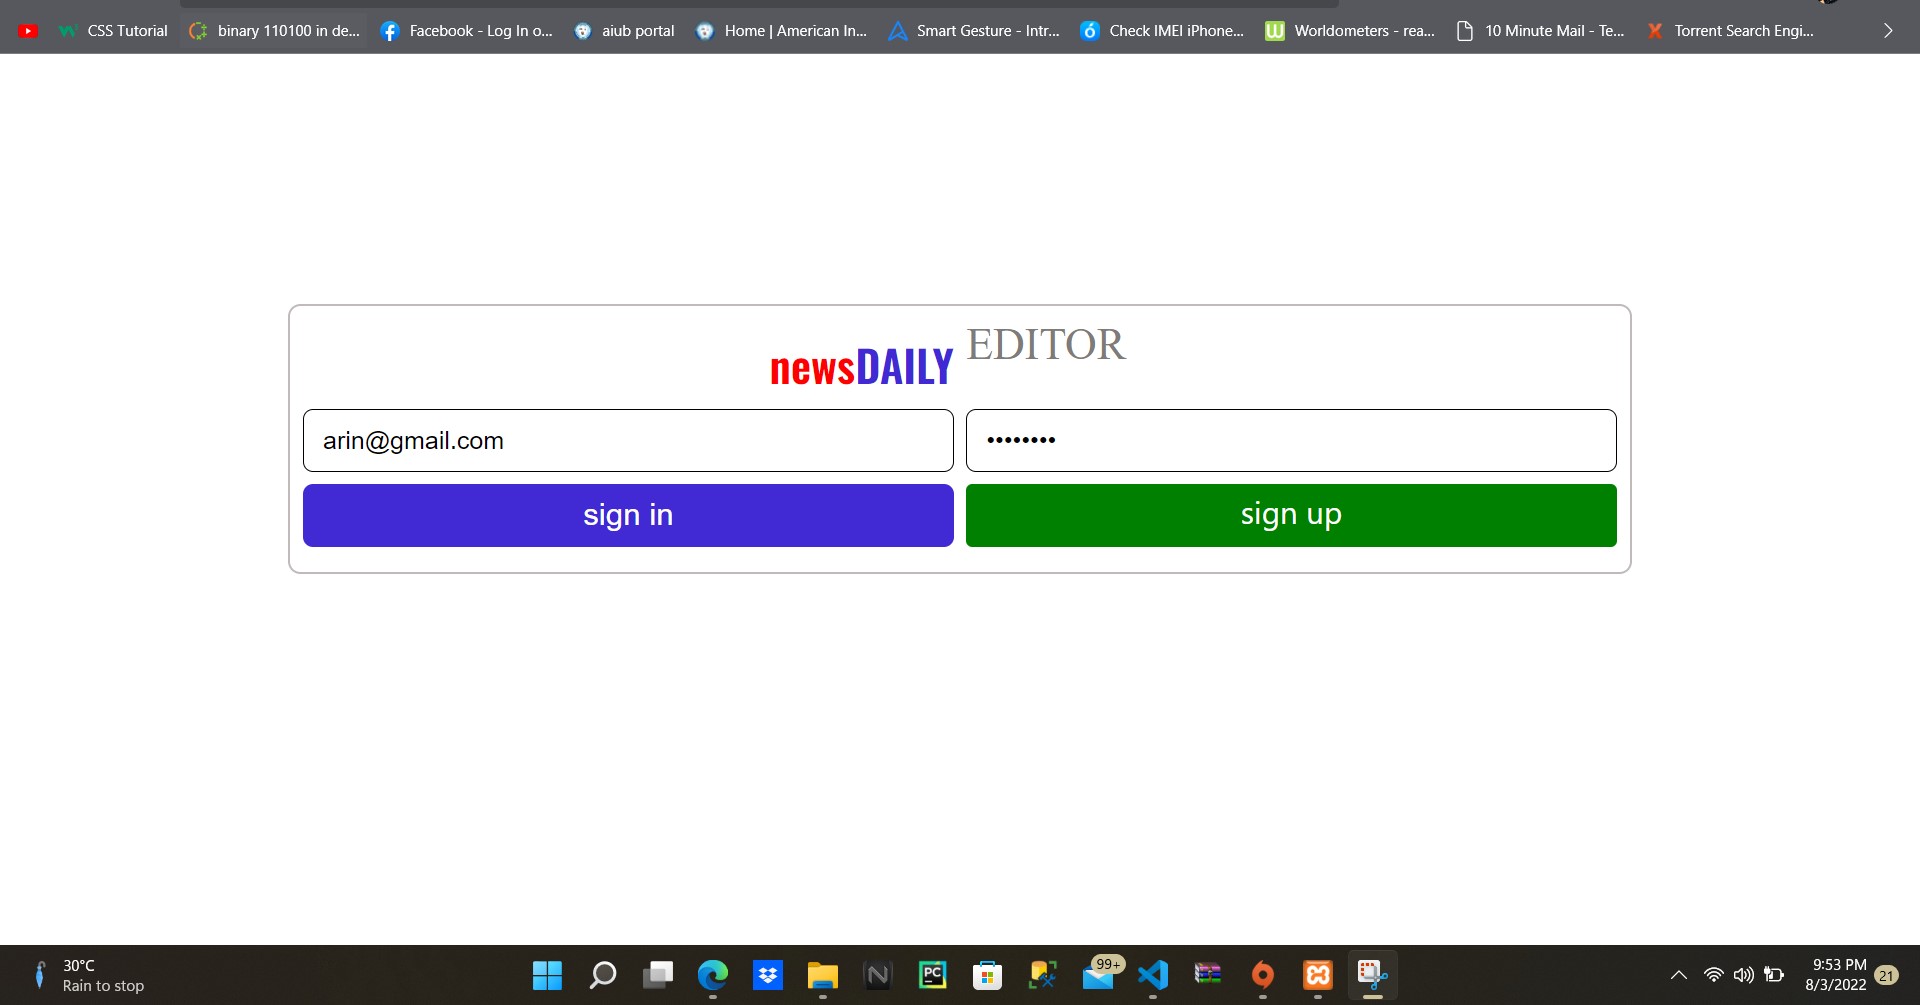 CSS Tutorial binary 110100 in de... Facebook - Log In o... aiub portal Home | American In... Smart Gesture - Intr... Check IMEI iPhone... Worldometers - rea... 10 Minute Mail - Te... Torrent Search Engi...
newsDAILY EDITOR
arin@gmail.com ••••••••
sign in sign up
30°C
Rain to stop
PC
99+
9:53 PM
8/3/2022
21